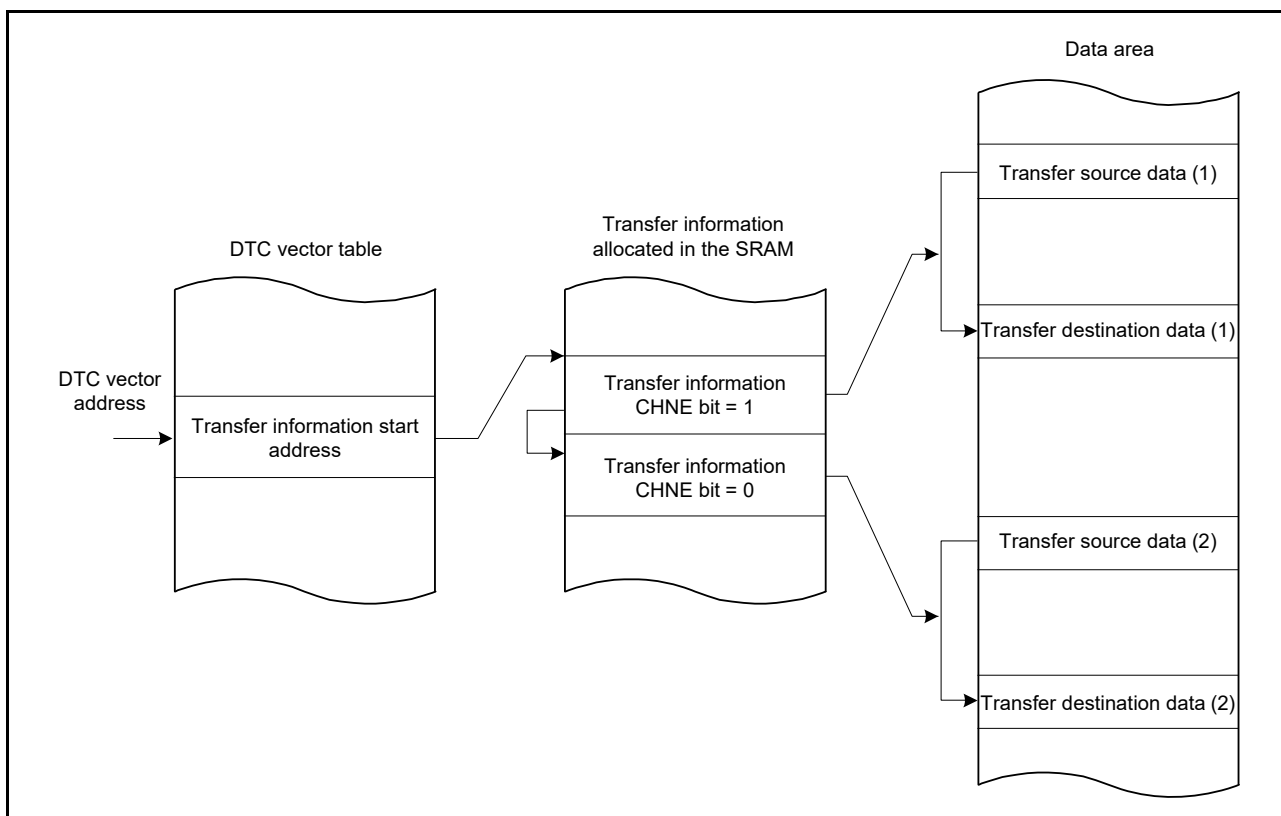 Data area
Transfer source data (1)
Transfer information
allocated in the SRAM
DTC vector table
Transfer destination data (1)
DTC vector
address
Transfer information start
address
Transfer information
CHNE bit = 1
Transfer information
CHNE bit = 0
Transfer source data (2)
Transfer destination data (2)